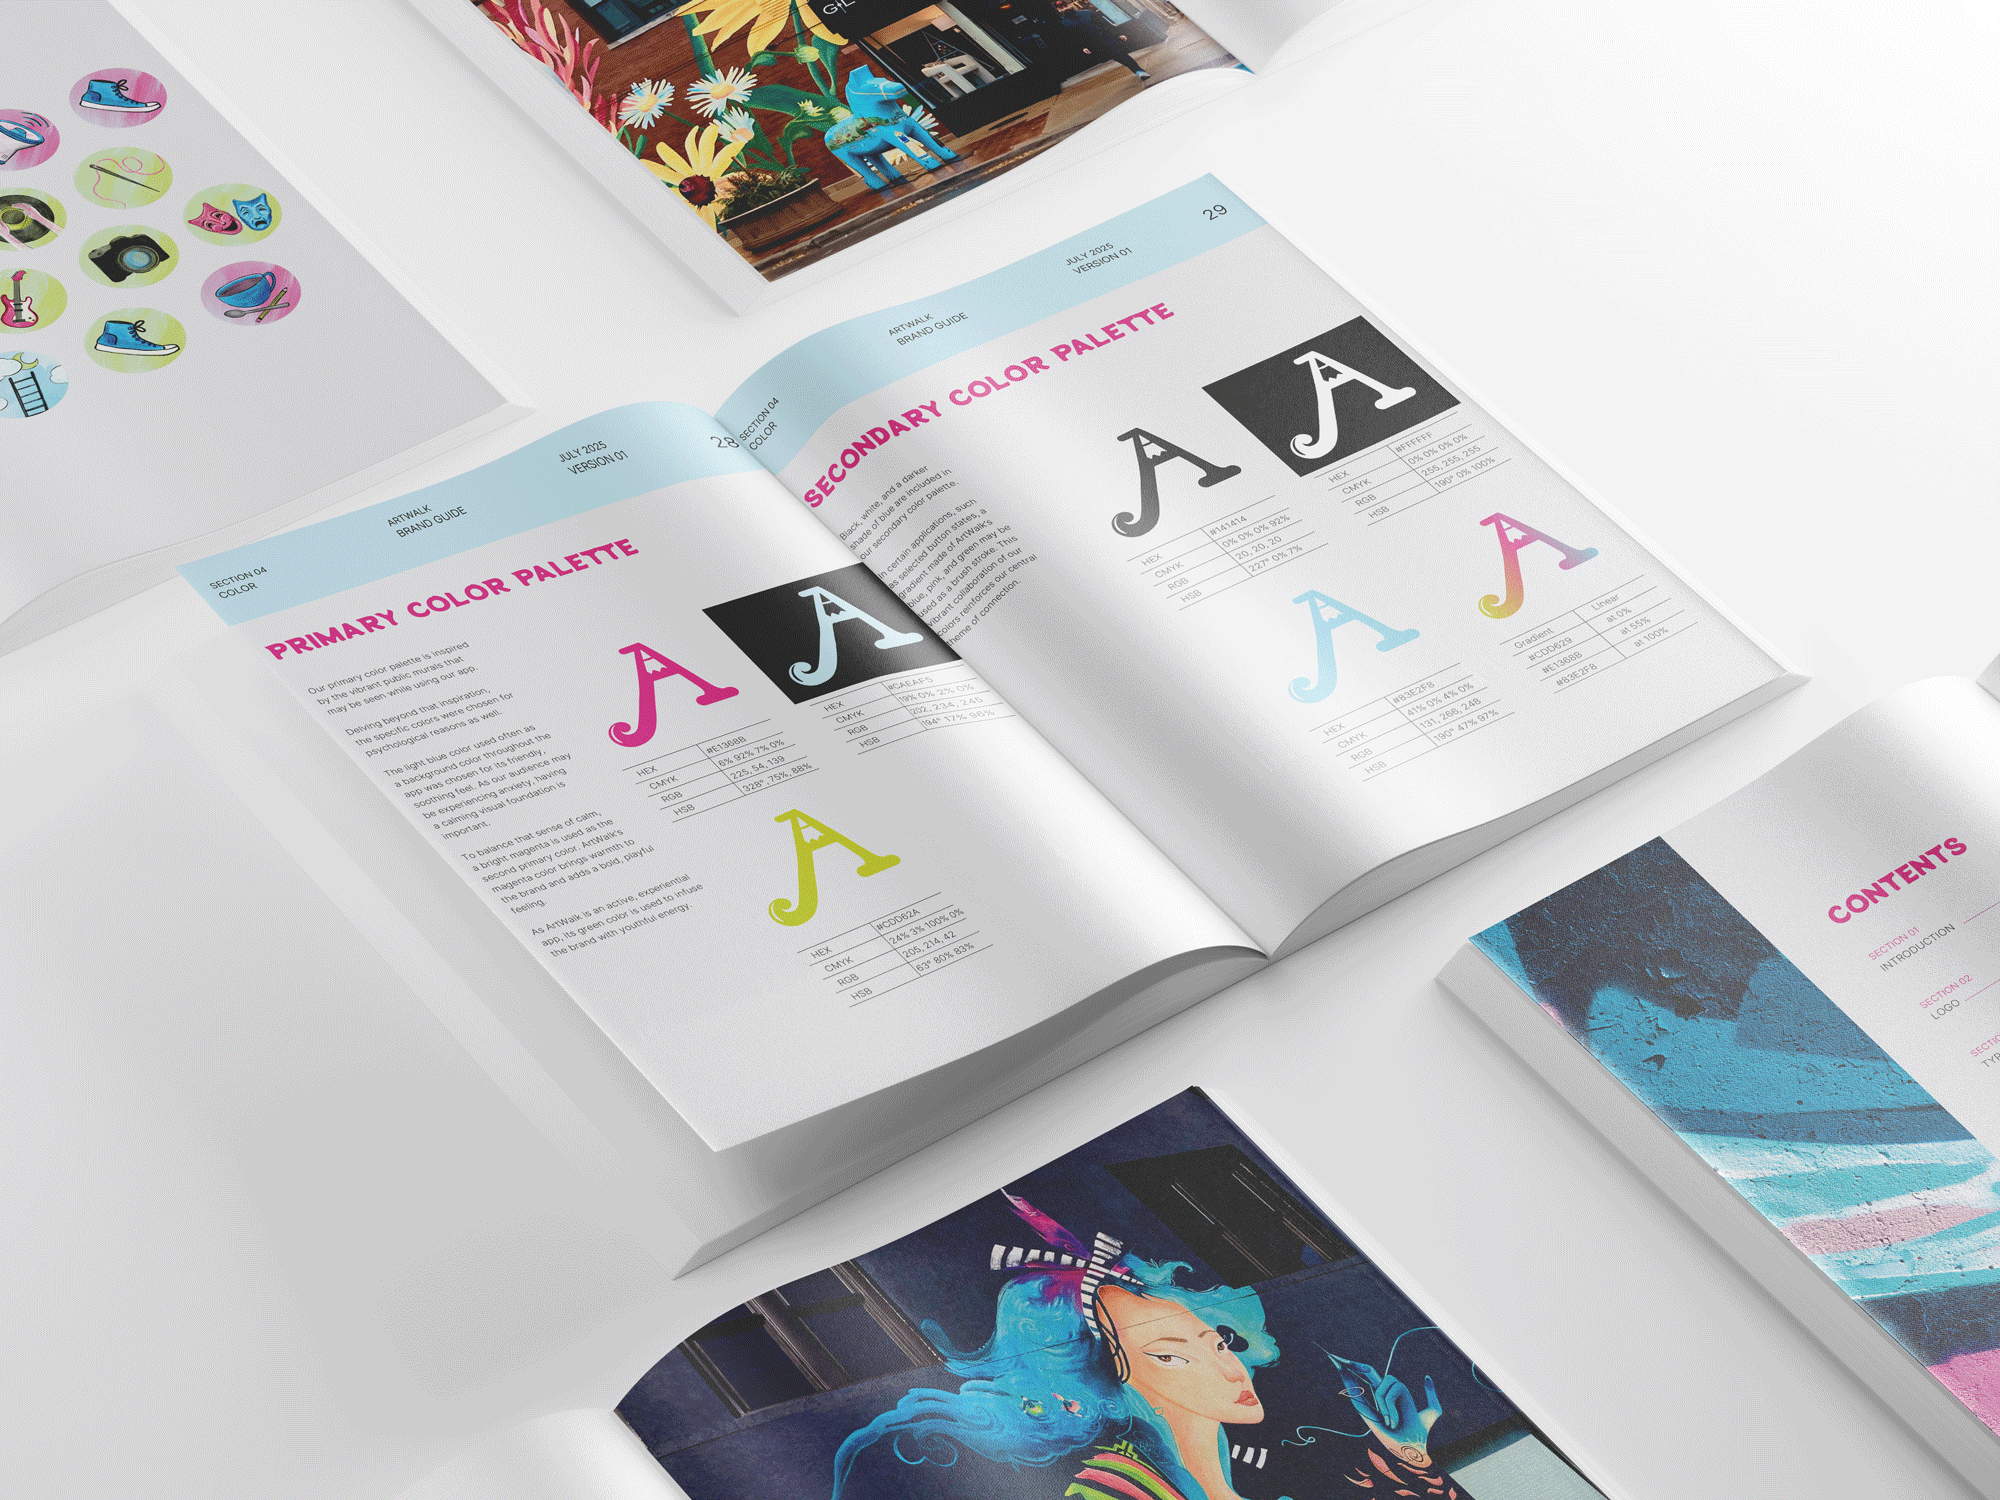 G+L
SECTION 04
COLOR
ARTWALK
BRAND GUIDE
JULY 2025
VERSION 01
28
PRIMARY COLOR PALETTE
Our primary color palette is inspired
by the vibrant public murals that
may be seen while using our app.
Delving beyond that inspiration,
the specific colors were chosen for
psychological reasons as well.
The light blue color used often as
a background color throughout the
app was chosen for its friendly,
soothing feel. As our audience may
be experiencing anxiety, having
a calming visual foundation is
important.
To balance that sense of calm,
a bright magenta is used as the
second primary color. ArtWalk's
magenta color brings warmth to
the brand and adds a bold, playful
feeling.
As ArtWalk is an active, experiential
app, its green color is used to infuse
the brand with youthful energy.
A
HEX #E1368B
CMYK 6% 92% 7% 0%
RGB 225, 54, 139
HSB 328° 75%, 88%
A
HEX #CAEAF5
CMYK 19% 0% 2% 0%
RGB 202, 234, 245
HSB 194° 17% 96%
A
HEX #CDD62A
CMYK 24% 3% 100% 0%
RGB 205, 214, 42
HSB 63° 80% 83%
SECTION 04
COLOR
ARTWALK
BRAND GUIDE
JULY 2025
VERSION 01
29
SECONDARY COLOR PALETTE
Black, white, and a darker
shade of blue are included in
our secondary color palette.
In certain applications, such
as selected button states, a
gradient made of ArtWalk's
blue, pink, and green may be
used as a brush stroke. This
vibrant collaboration of our
colors reinforces our central
theme of connection.
A
HEX #141414
CMYK 0% 0% 0% 92%
RGB 20, 20, 20
HSB 227° 0% 7%
A
HEX #FFFFFF
CMYK 0% 0% 0% 0%
RGB 255, 255, 255
HSB 190° 0% 100%
A
HEX #83E2F8
CMYK 41% 0% 4% 0%
RGB 131, 266, 248
HSB 190° 47% 97%
A
Gradient Linear
#CDD629 at 0%
#E1368B at 55%
#83E2F8 at 100%
CONTENTS
SECTION 01
INTRODUCTION
SECTION 02
LOGO